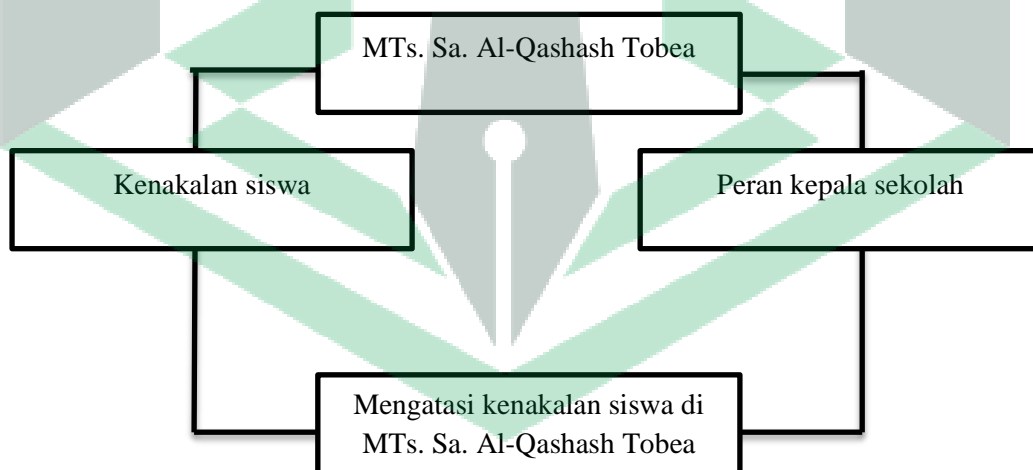 MTs. Sa. Al-Qashash Tobea
Kenakalan siswa
Peran kepala sekolah
Mengatasi kenakalan siswa di
MTs. Sa. Al-Qashash Tobea